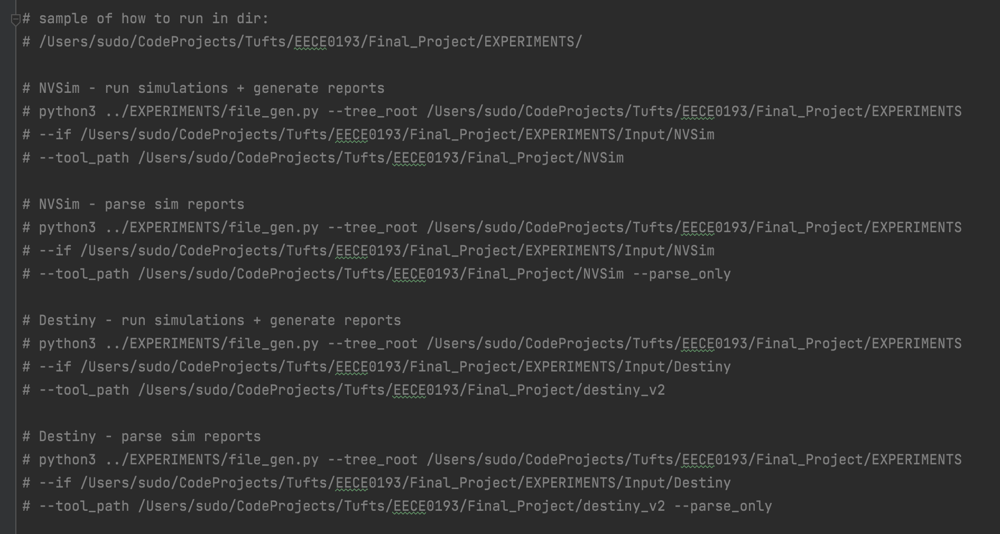 # sample of how to run in dir:
# /Users/sudo/CodeProjects/Tufts/EECE0193/Final_Project/EXPERIMENTS/
# NVSim - run simulations + generate reports
# python3 ../EXPERIMENTS/file_gen.py --tree_root /Users/sudo/CodeProjects/Tufts/EECE0193/Final_Project/EXPERIMENTS
# --if /Users/sudo/CodeProjects/Tufts/EECE0193/Final_Project/EXPERIMENTS/Input/NVSim
# --tool_path /Users/sudo/CodeProjects/Tufts/EECE0193/Final_Project/NVSim
# NVSim - parse sim reports
# python3 ../EXPERIMENTS/file_gen.py --tree_root /Users/sudo/CodeProjects/Tufts/EECE0193/Final_Project/EXPERIMENTS
# --if /Users/sudo/CodeProjects/Tufts/EECE0193/Final_Project/EXPERIMENTS/Input/NVSim
# --tool_path /Users/sudo/CodeProjects/Tufts/EECE0193/Final_Project/NVSim --parse_only
# Destiny - run simulations + generate reports
# python3 ../EXPERIMENTS/file_gen.py --tree_root /Users/sudo/CodeProjects/Tufts/EECE0193/Final_Project/EXPERIMENTS
# --if /Users/sudo/CodeProjects/Tufts/EECE0193/Final_Project/EXPERIMENTS/Input/Destiny
# --tool_path /Users/sudo/CodeProjects/Tufts/EECE0193/Final_Project/destiny_v2
# Destiny - parse sim reports
# python3 ../EXPERIMENTS/file_gen.py --tree_root /Users/sudo/CodeProjects/Tufts/EECE0193/Final_Project/EXPERIMENTS
# --if /Users/sudo/CodeProjects/Tufts/EECE0193/Final_Project/EXPERIMENTS/Input/Destiny
# --tool_path /Users/sudo/CodeProjects/Tufts/EECE0193/Final_Project/destiny_v2 --parse_only